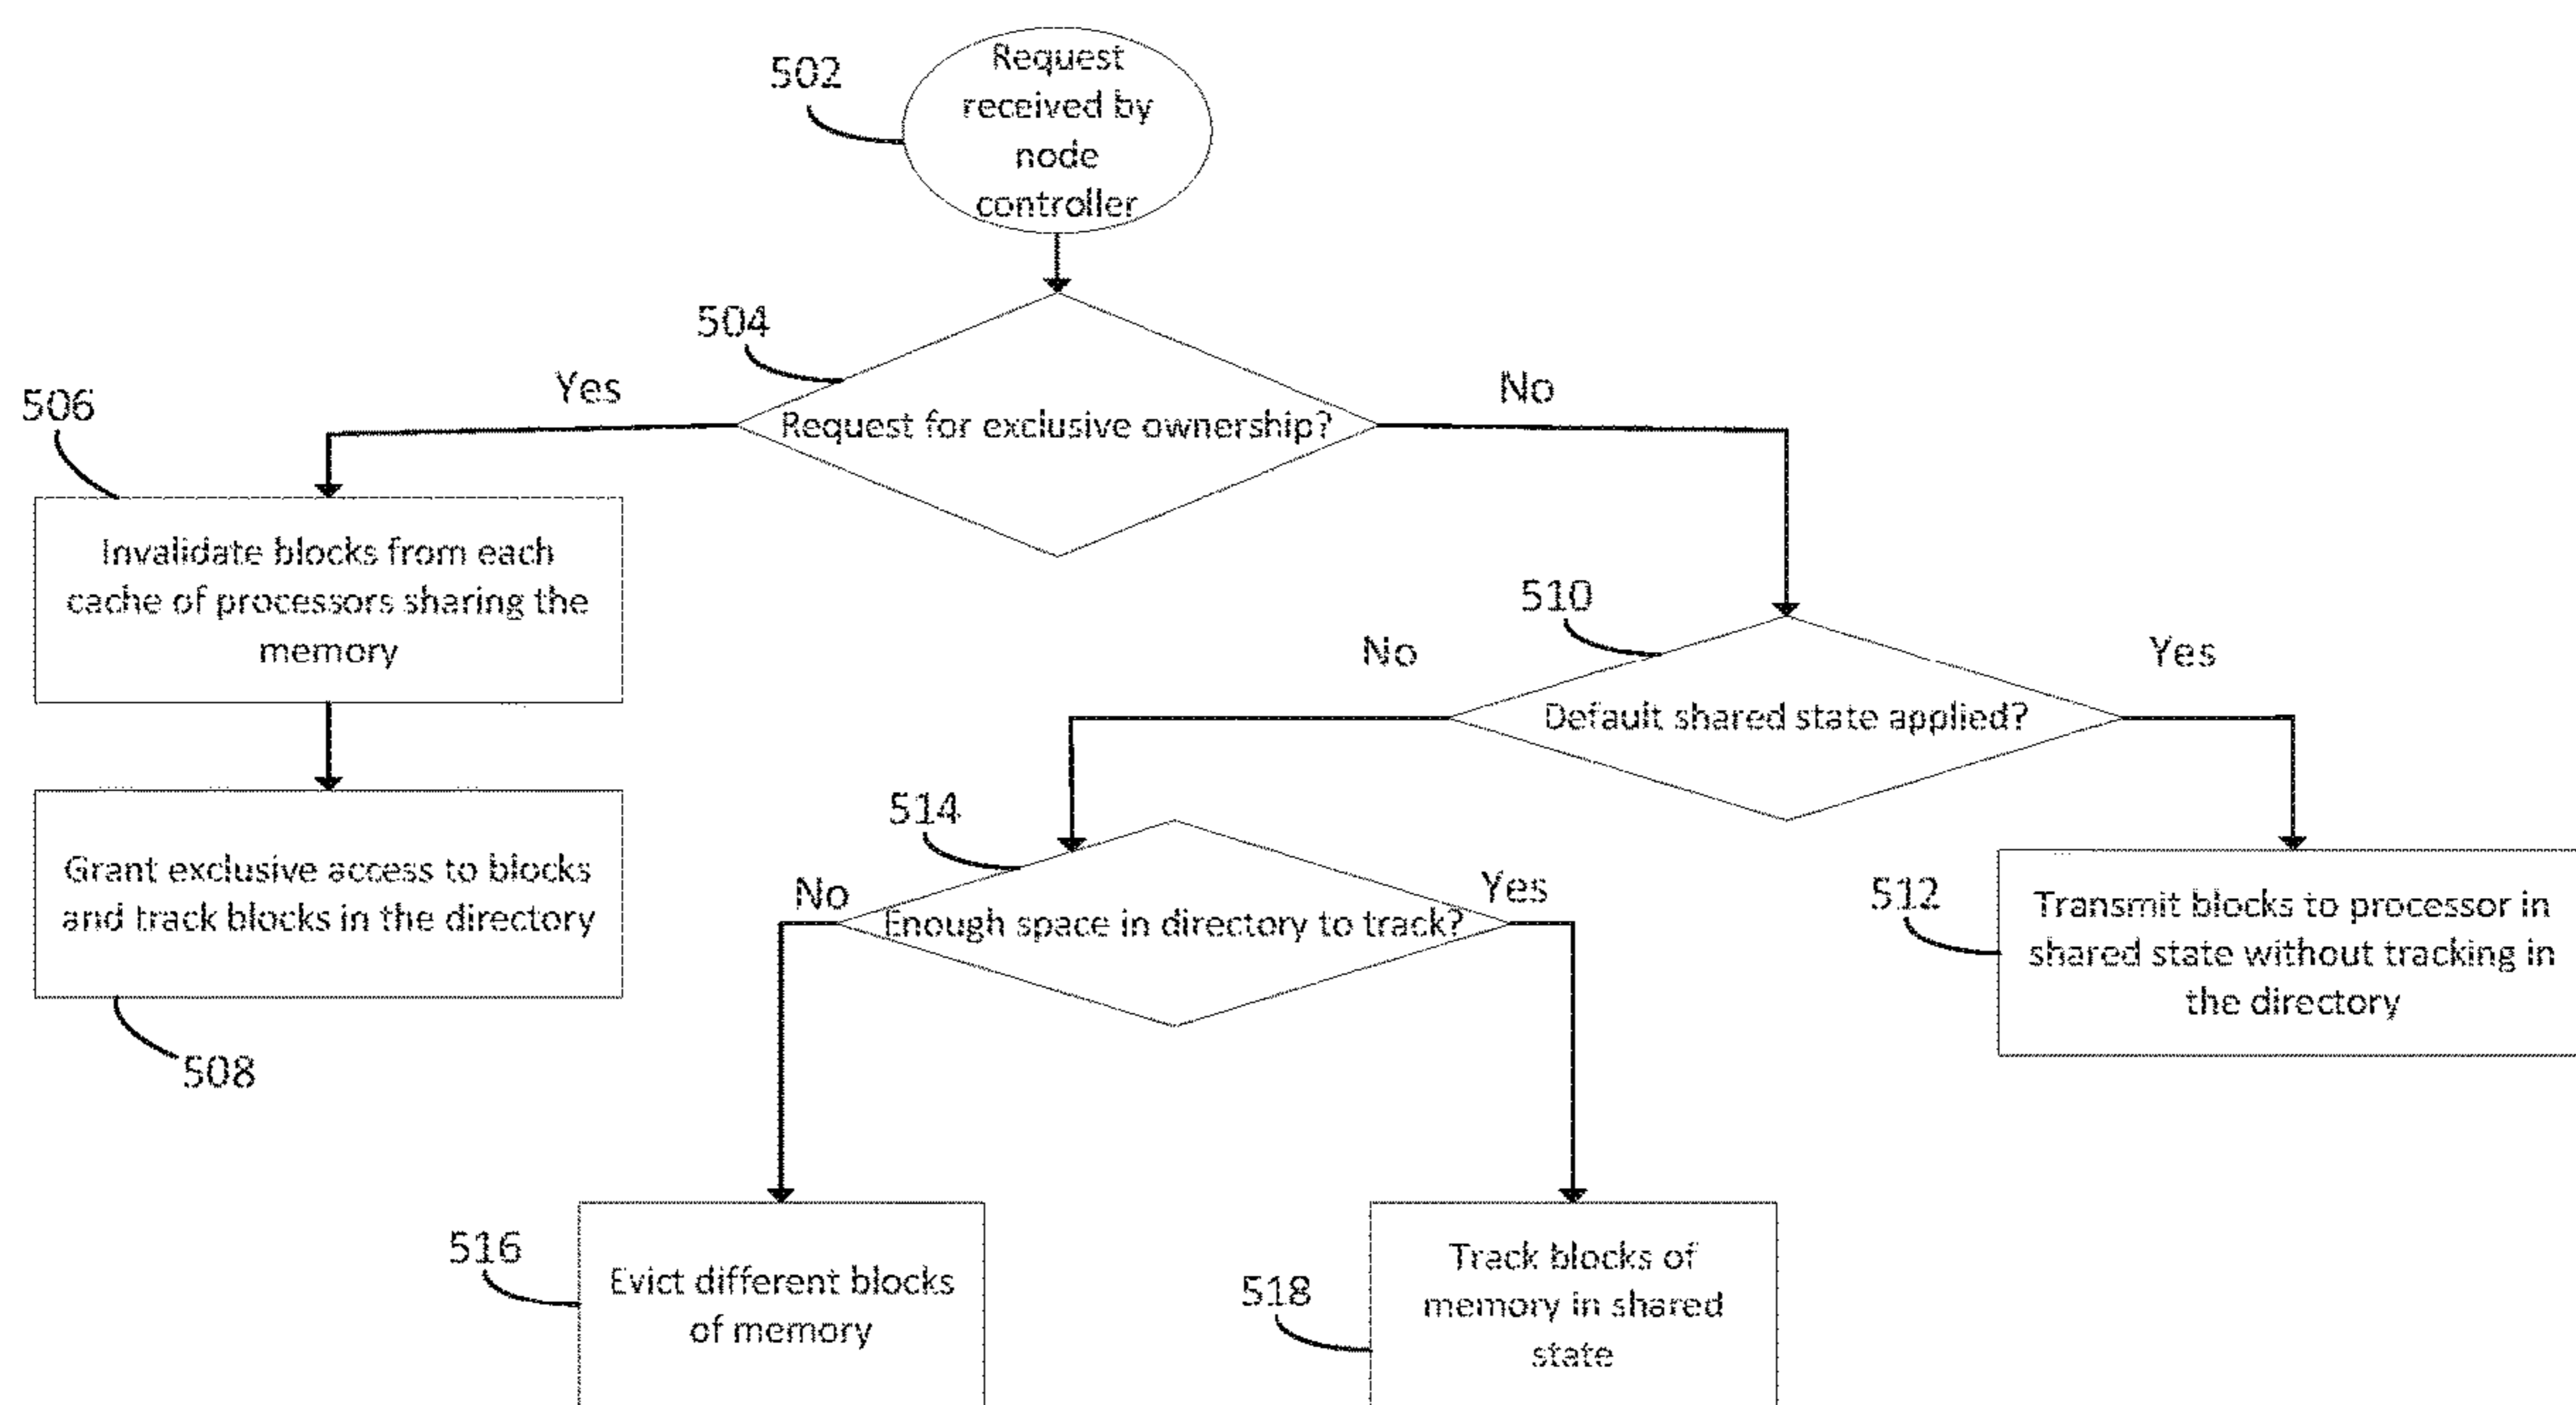 502
Request
received by
node
controller
504
Yes
No
Request for exclusive ownership?
506
Invalidate blocks from each
cache of processors sharing the
memory
510
No
Yes
Default shared state applied?
514
Grant exclusive access to blocks
and track blocks in the directory
508
No
Yes
Enough space in directory to track?
512
Transmit blocks to processor in
shared state without tracking in
the directory
516
Evict different blocks
of memory
518
Track blocks of
memory in shared
state